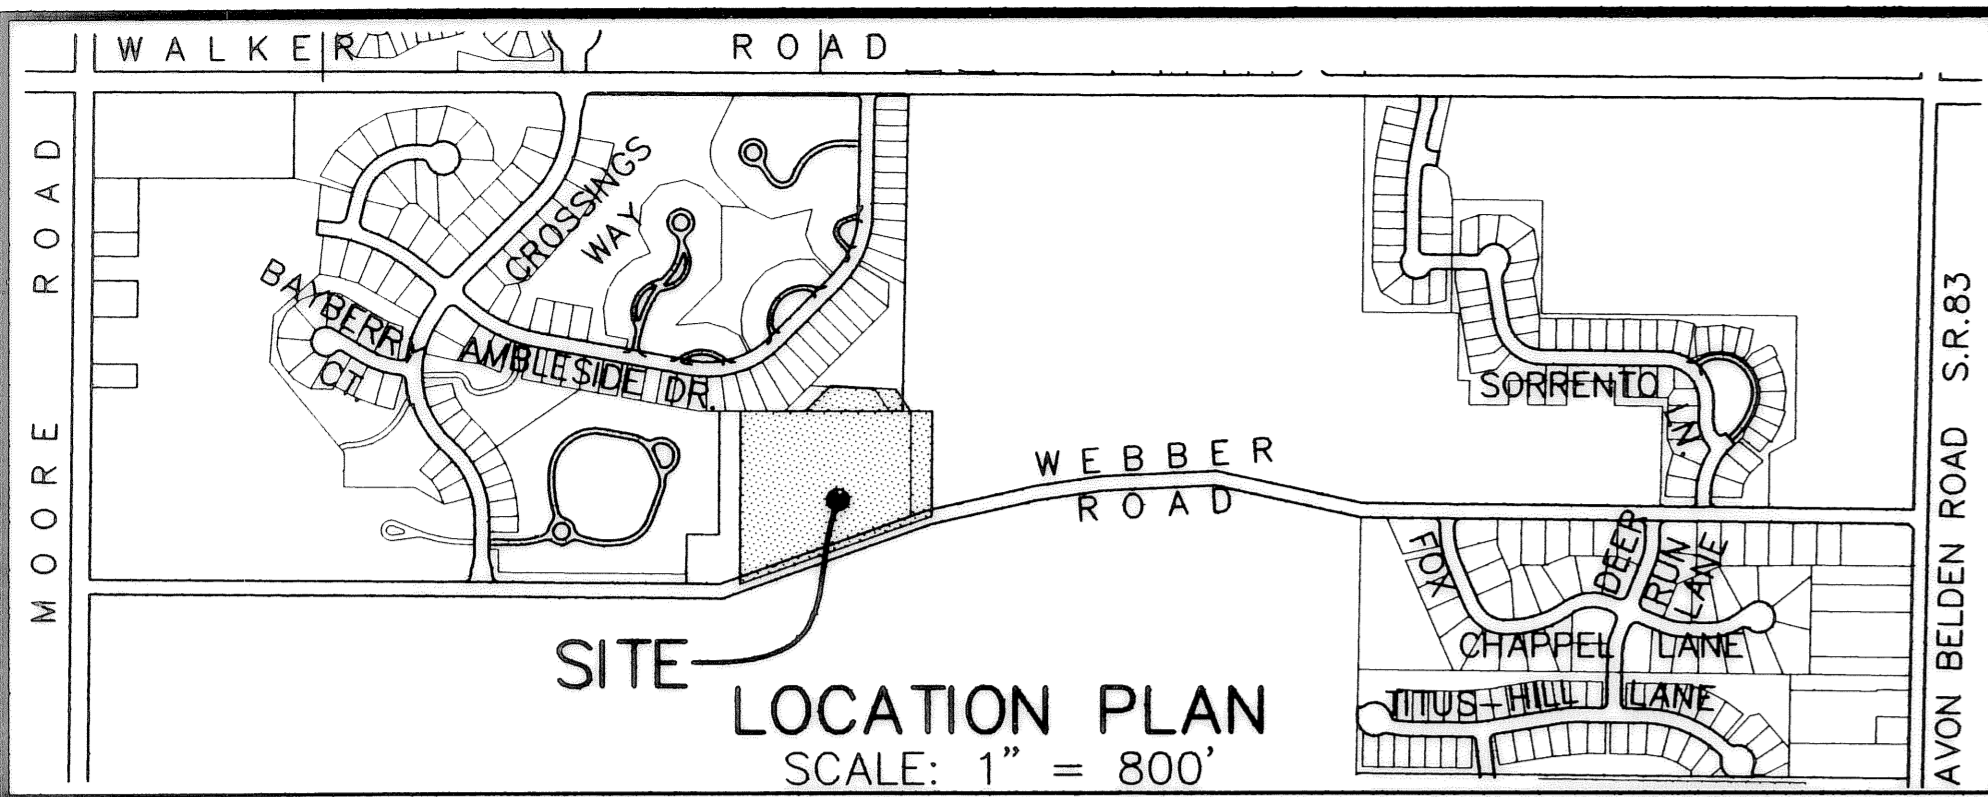 WALKER ROAD
MOORE ROAD
CROSSINGS
WAY
BAYBERRY
CT.
AMBLESIDE DR.
WEBBER
ROAD
SORRENTO
LN.
AVON BELDEN ROAD S.R.83
FOX
DEER
RUN
LANE
CHAPPEL LANE
TITUS-HILL LANE
SITE
LOCATION PLAN
SCALE: 1" = 800'